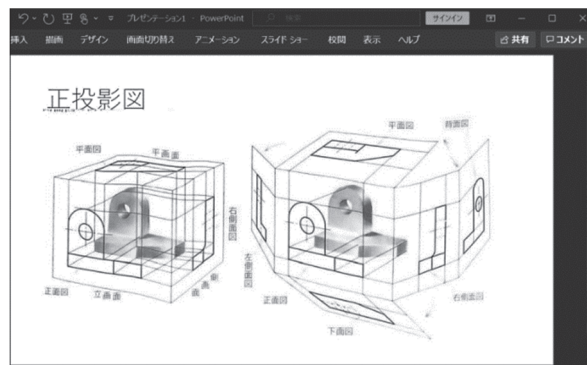 プレゼンテーション1 - PowerPoint
検索
サインイン
挿入 描画 デザイン 画面切り替え アニメーション スライド ショー 校閲 表示 ヘルプ 共有 コメント
正投影図
平面図 平画面
右側面図
正面図 立画面 側画面
平面図 背面図
左側面図
正面図 右側面図
下面図